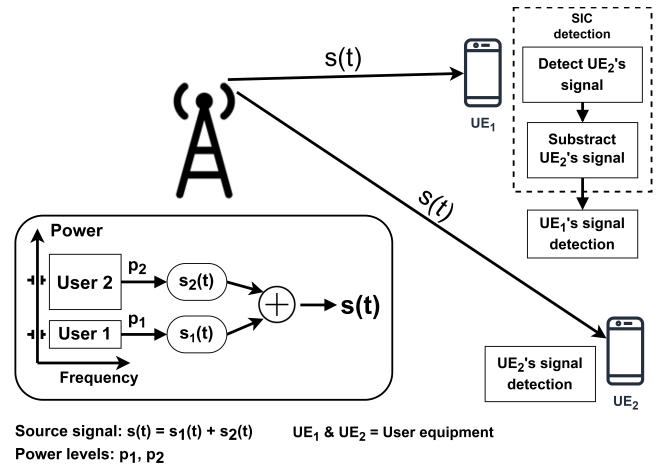 SIC
detection
Detect UE₂'s
signal
Substract
UE₂'s signal
UE₁'s signal
detection
s(t)
UE₁
s(t)
Power
User 2
p₂
s₂(t)
User 1
p₁
s₁(t)
s(t)
Frequency
UE₂'s signal
detection
UE₂
Source signal: s(t) = s₁(t) + s₂(t)
UE₁ & UE₂ = User equipment
Power levels: p₁, p₂